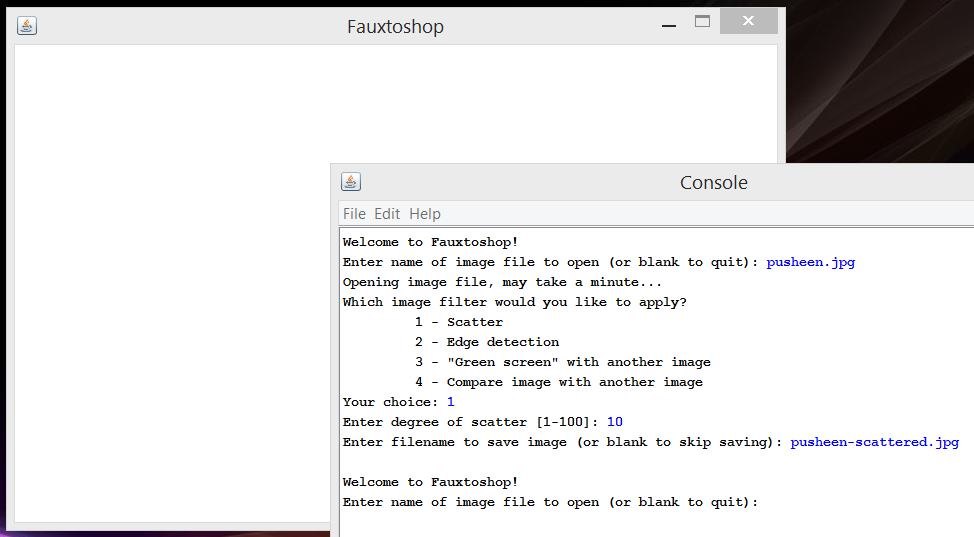 Fauxtoshop
Console
File Edit Help
Welcome to Fauxtoshop!
Enter name of image file to open (or blank to quit): pusheen.jpg
Opening image file, may take a minute...
Which image filter would you like to apply?
1 - Scatter
2 - Edge detection
3 - "Green screen" with another image
4 - Compare image with another image
Your choice: 1
Enter degree of scatter [1-100]: 10
Enter filename to save image (or blank to skip saving): pusheen-scattered.jpg
Welcome to Fauxtoshop!
Enter name of image file to open (or blank to quit):